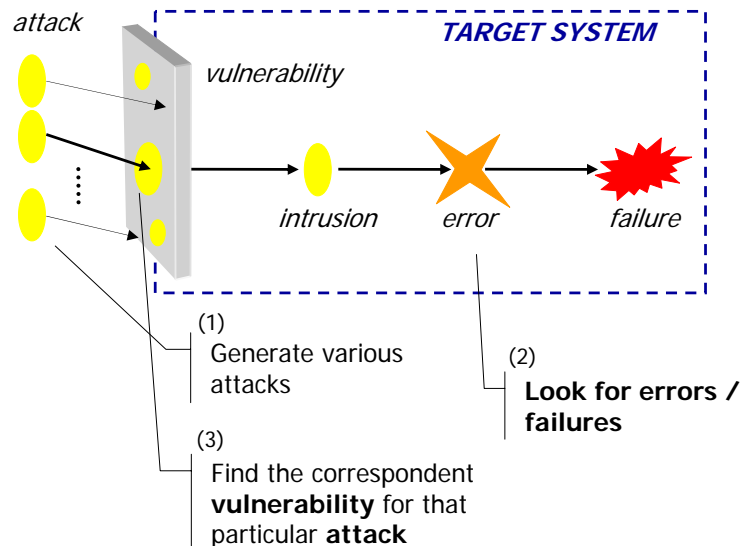 attack
TARGET SYSTEM
vulnerability
intrusion
error
failure
(1)
Generate various
attacks
(2)
Look for errors /
failures
(3)
Find the correspondent
vulnerability for that
particular attack